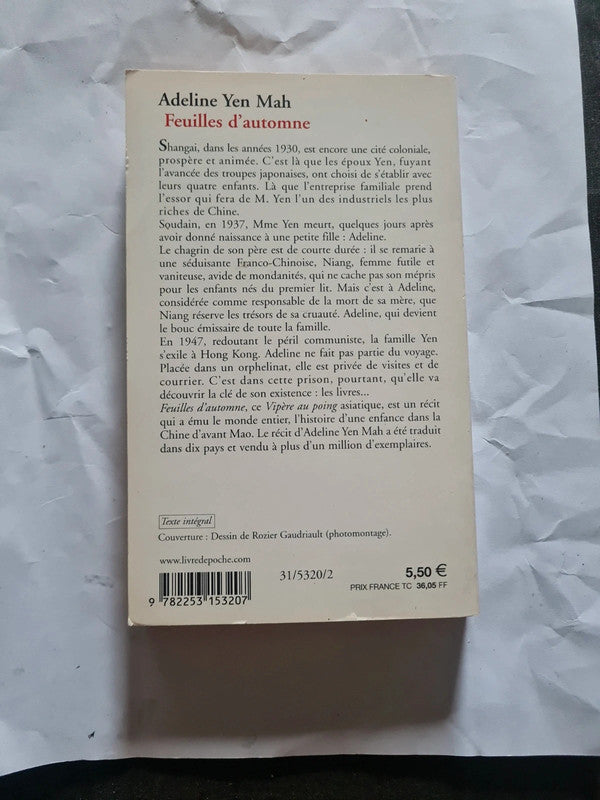 Adeline Yen Mah
Feuilles d'automne
Shangai, dans les années 1930, est encore une cité coloniale,
prospère et animée. C'est là que les époux Yen, fuyant
l'avancée des troupes japonaises, ont choisi de s'établir avec
leurs quatre enfants. Là que l'entreprise familiale prend
l'essor qui fera de M. Yen l'un des industriels les plus
riches de Chine.
Soudain, en 1937, Mme Yen meurt, quelques jours après
avoir donné naissance à une petite fille : Adeline.
Le chagrin de son père est de courte durée : il se remarie à
une séduisante Franco-Chinoise, Niang, femme futile et
vaniteuse, avide de mondanités, qui ne cache pas son mépris
pour les enfants nés du premier lit. Mais c'est à Adeline,
considérée comme responsable de la mort de sa mère, que
Niang réserve les trésors de sa cruauté. Adeline, qui devient
le bouc émissaire de toute la famille.
En 1947, redoutant le péril communiste, la famille Yen
s'exile à Hong Kong. Adeline ne fait pas partie du voyage.
Placée dans un orphelinat, elle est privée de visites et de
courrier. C'est dans cette prison, pourtant, qu'elle va
découvrir la clé de son existence : les livres...
Feuilles d'automne, ce Vipère au poing asiatique, est un récit
qui a ému le monde entier, l'histoire d'une enfance dans la
Chine d'avant Mao. Le récit d'Adeline Yen Mah a été traduit
dans dix pays et vendu à plus d'un million d'exemplaires.
Texte intégral
Couverture : Dessin de Rozier Gaudriault (photomontage).
www.livredepoche.com
31/5320/2
5,50 €
PRIX FRANCE TC 36,05 FF
9 782253 153207